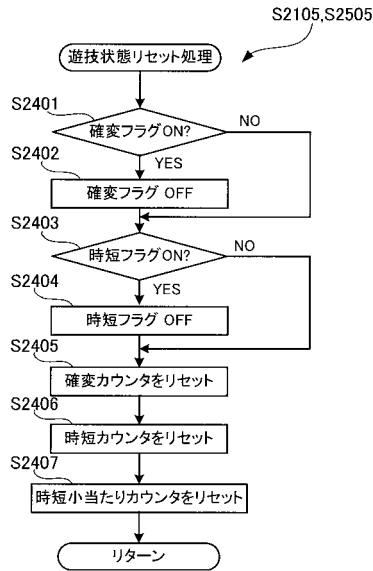 S2105,S2505
遊技状態リセット処理
S2401
確変フラグON?
NO
YES
S2402
確変フラグ OFF
S2403
時短フラグON?
NO
YES
S2404
時短フラグ OFF
S2405
確変カウンタをリセット
S2406
時短カウンタをリセット
S2407
時短小当たりカウンタをリセット
リターン